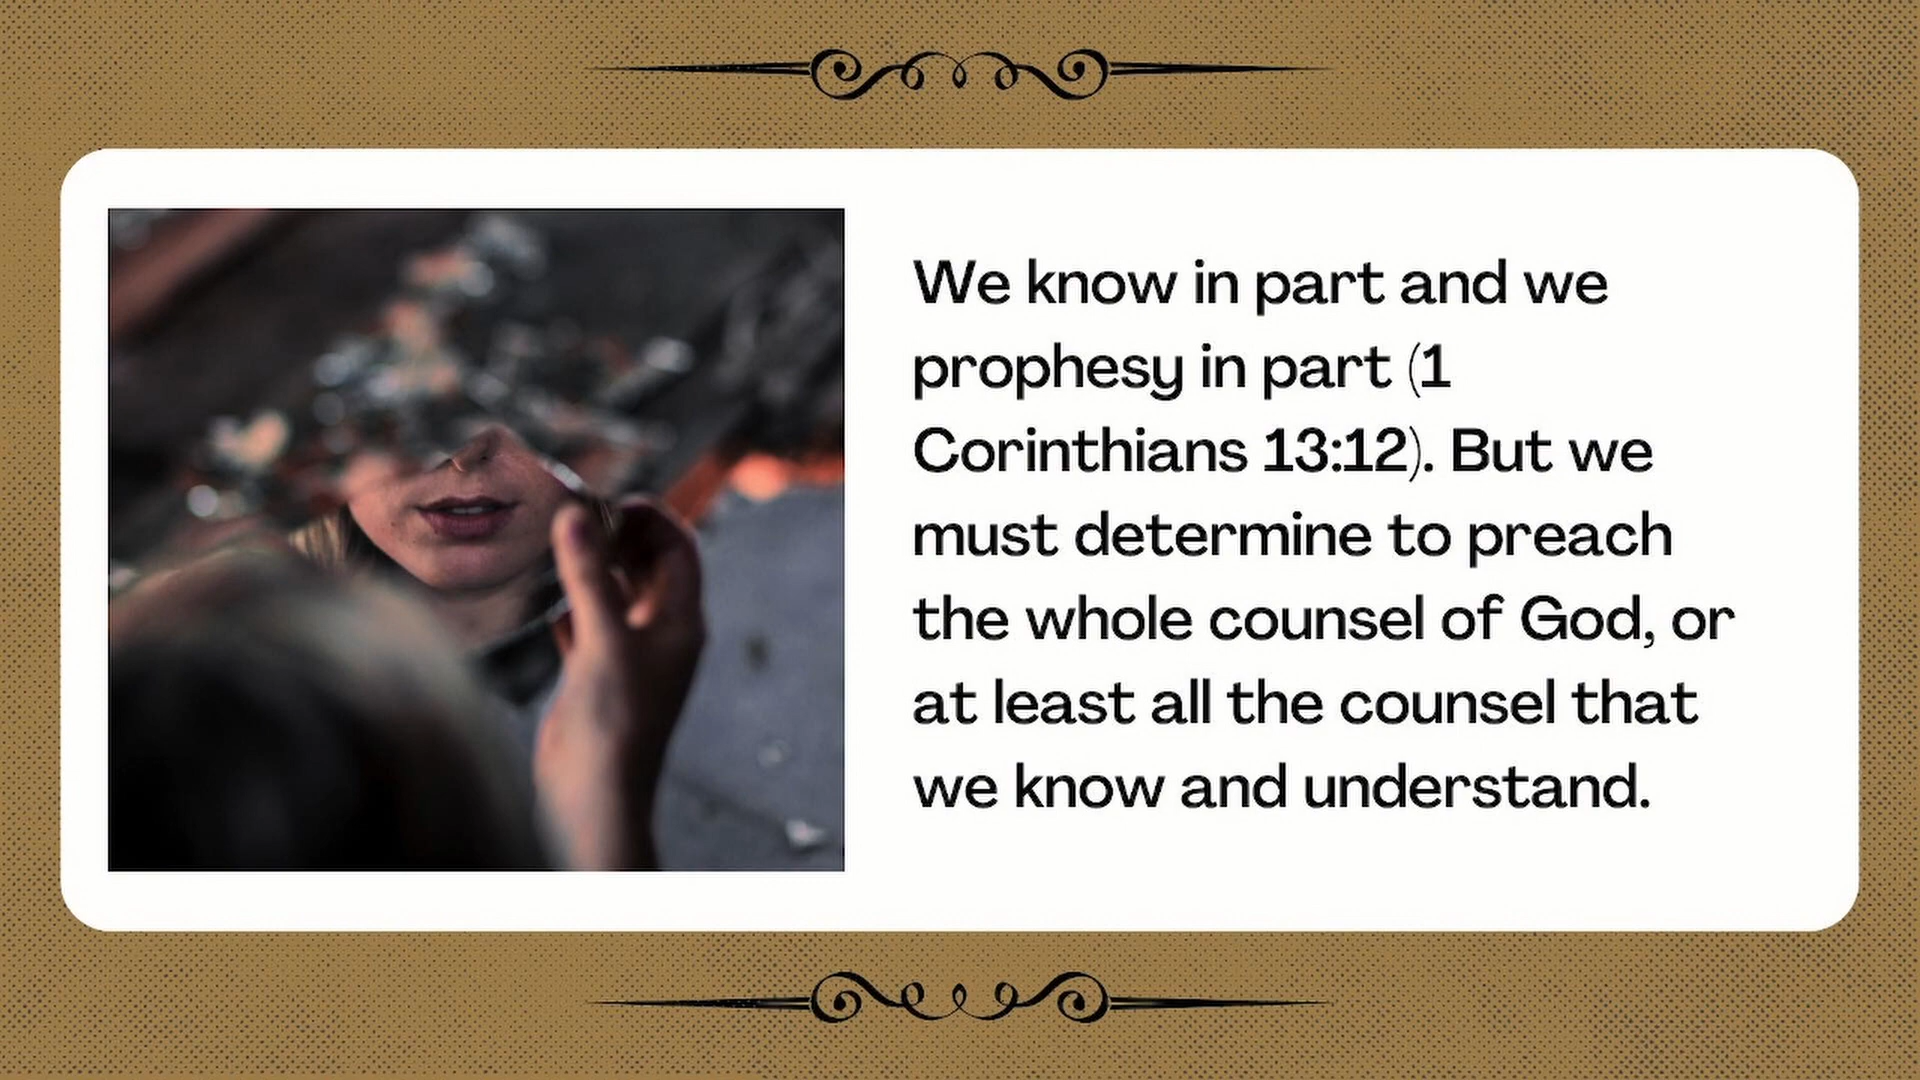 We know in part and we
prophesy in part (1
Corinthians 13:12). But we
must determine to preach
the whole counsel of God, or
at least all the counsel that
we know and understand.